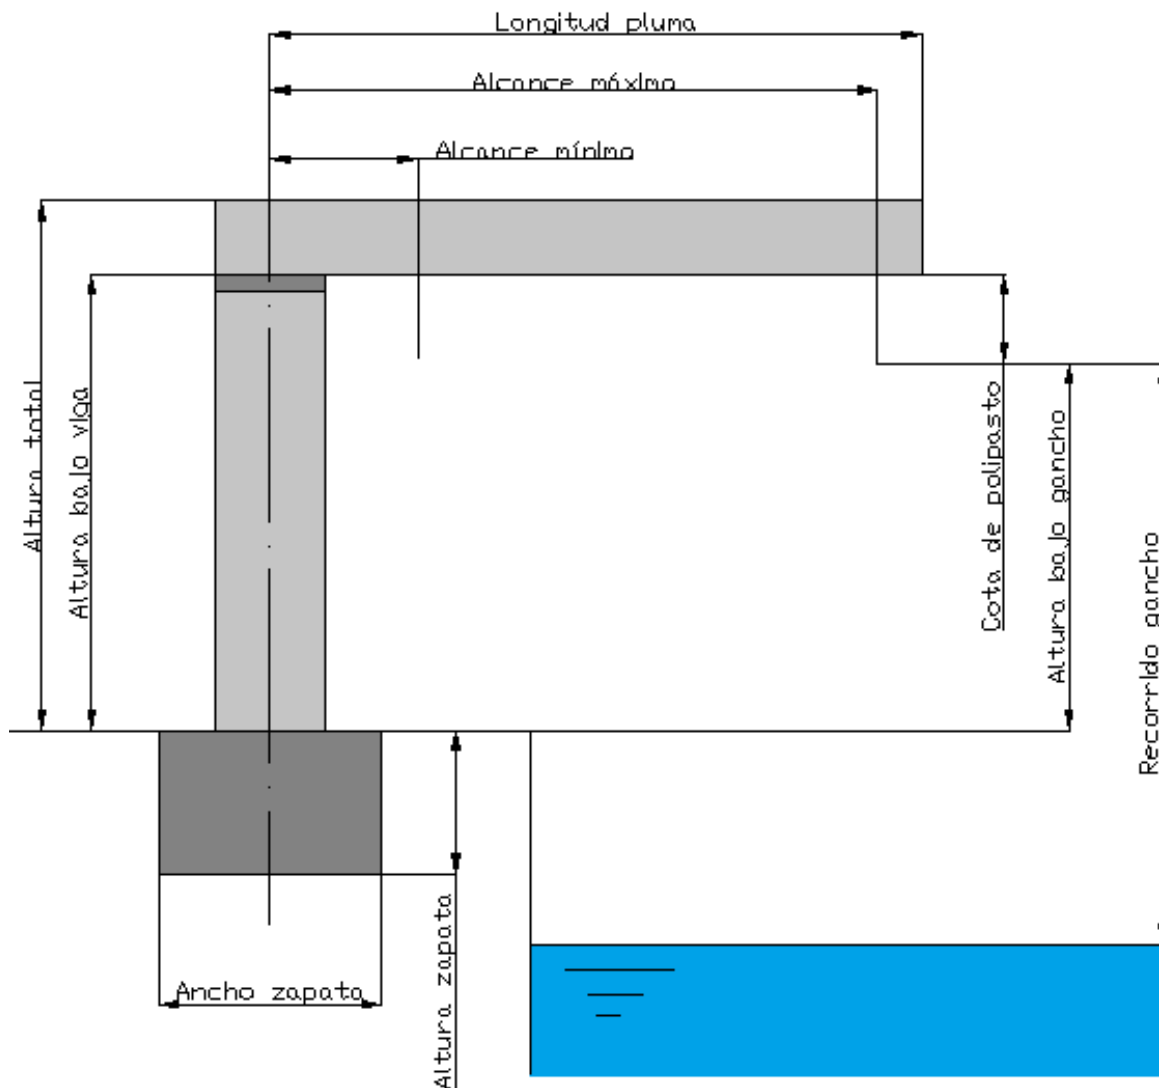 Longitud pluma
Alcance máximo
Alcance mínimo
Altura total
Altura bajo viga
Cota de polipasto
Altura bajo gancho
Recorrido gancho
Altura zapata
Ancho zapata